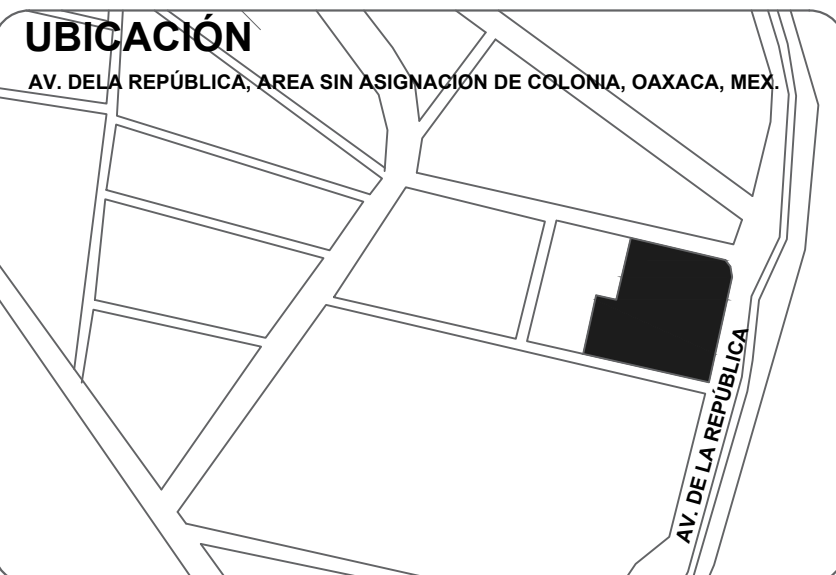 UBICACIÓN
AV. DELA REPÚBLICA, AREA SIN ASIGNACION DE COLONIA, OAXACA, MEX.
AV. DE LA REPÚBLICA